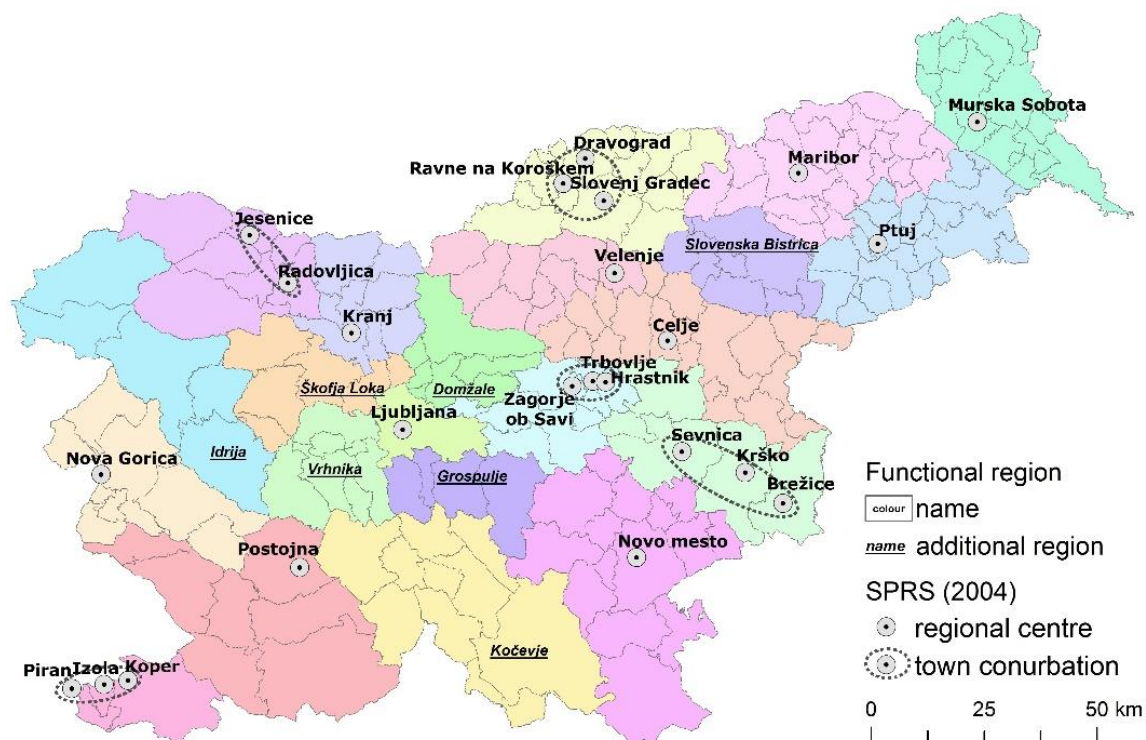 Murska Sobota
Dravograd
Maribor
Ravne na Koroškem
Slovenj Gradec
Jesenice
Ptuj
Slovenska Bistrica
Velenje
Radovljica
Kranj
Celje
Trbovlje
Škofja Loka
Domžale
Hrastnik
Zagorje
ob Savi
Ljubljana
Sevnica
Idrija
Nova Gorica
Vrhnika
Krško
Grospulje
Brežice
Functional region
colour name
name additional region
Postojna
Novo mesto
SPRS (2004)
regional centre
Kočevje
Piran Izola Koper
town conurbation
0 25 50 km